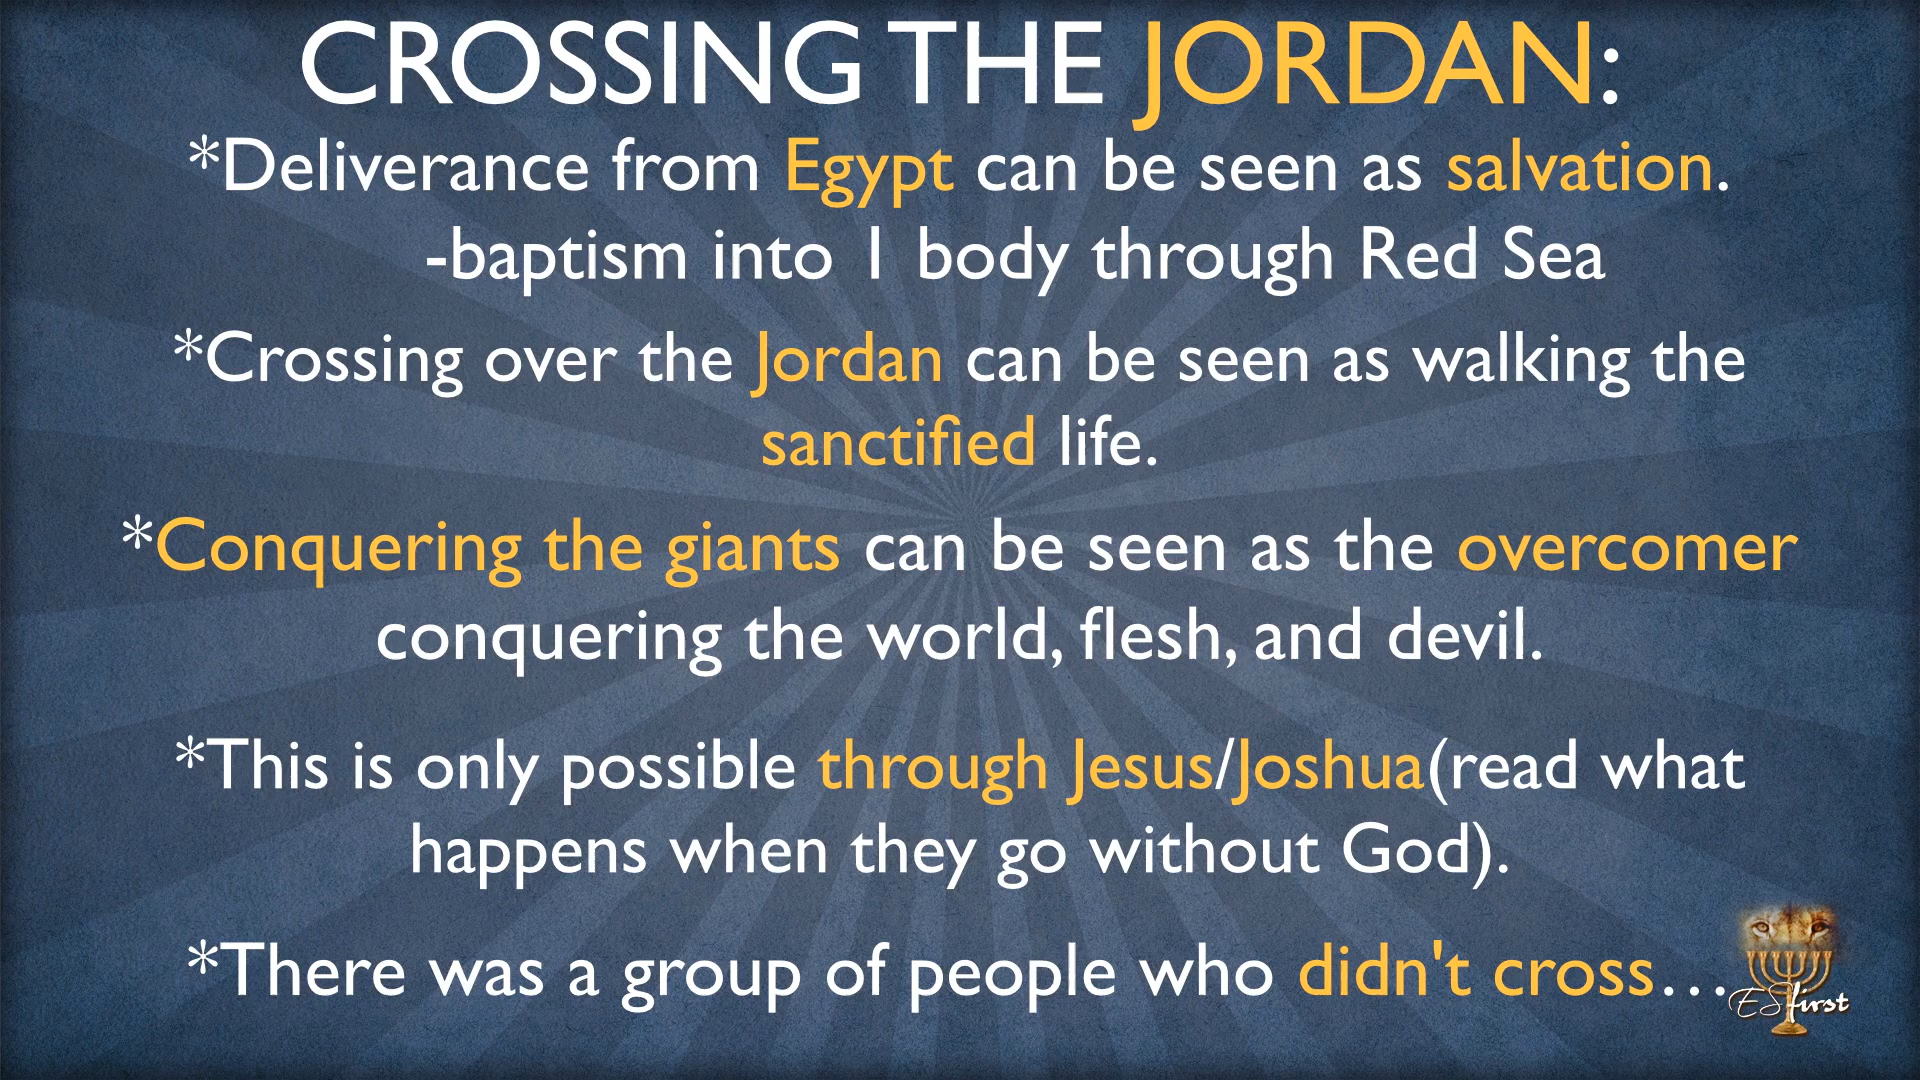 CROSSING THE JORDAN:
*Deliverance from Egypt can be seen as salvation.
-baptism into 1 body through Red Sea
*Crossing over the Jordan can be seen as walking the
sanctified life.
*Conquering the giants can be seen as the overcomer
conquering the world, flesh, and devil.
*This is only possible through Jesus/Joshua(read what
happens when they go without God).
*There was a group of people who didn't cross…
ESfirst